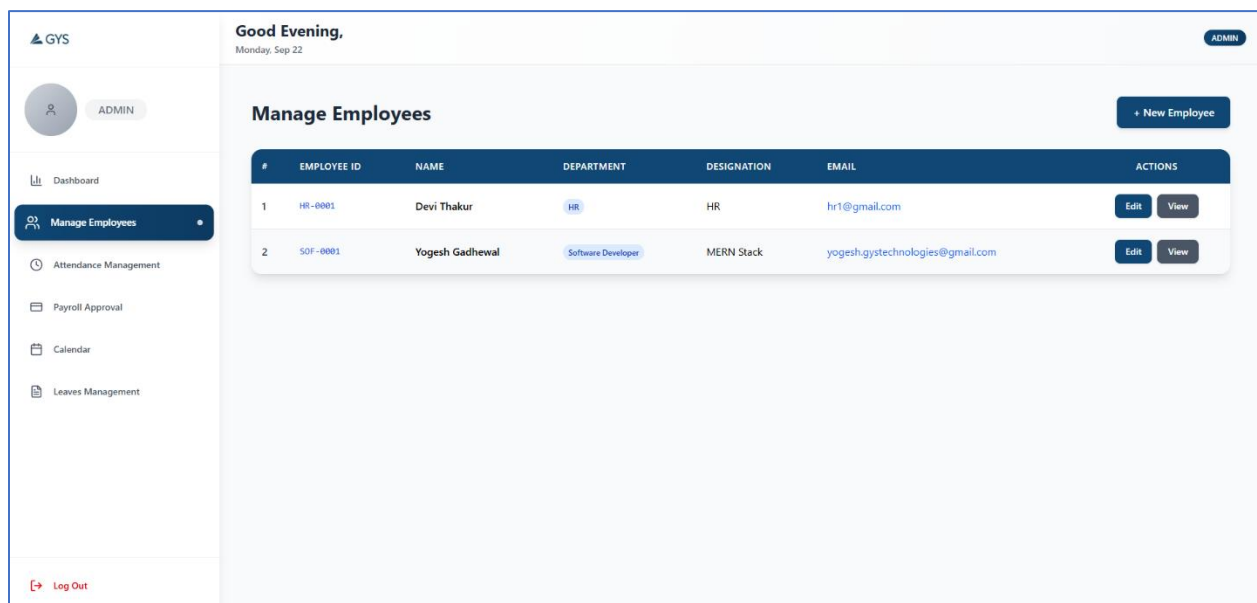 GYS
Good Evening,
Monday, Sep 22
ADMIN
ADMIN
Dashboard
Manage Employees
Attendance Management
Payroll Approval
Calendar
Leaves Management
Log Out
Manage Employees
+ New Employee
# EMPLOYEE ID NAME DEPARTMENT DESIGNATION EMAIL ACTIONS
1 HR-0001 Devi Thakur HR HR hr1@gmail.com Edit View
2 SOF-0001 Yogesh Gadhewal Software Developer MERN Stack yogesh.gystechnologies@gmail.com Edit View